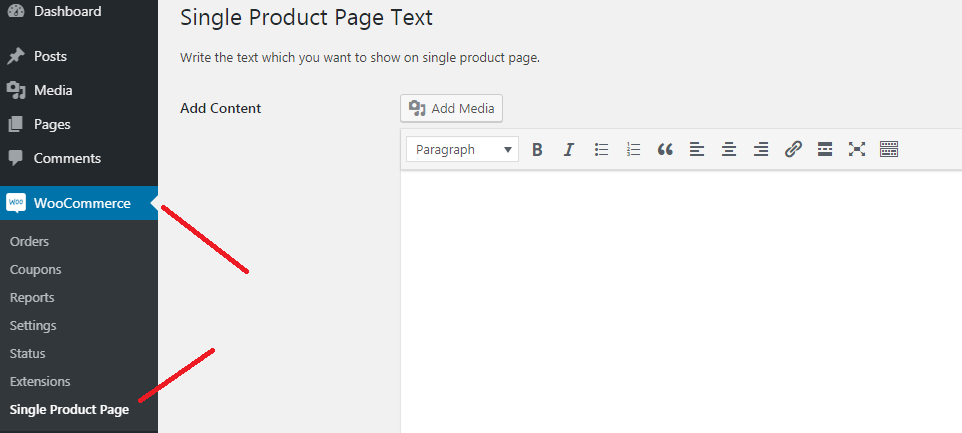 Dashboard
Posts
Media
Pages
Comments
WOO WooCommerce
Orders
Coupons
Reports
Settings
Status
Extensions
Single Product Page
Single Product Page Text
Write the text which you want to show on single product page.
Add Content
Add Media
Paragraph
B I